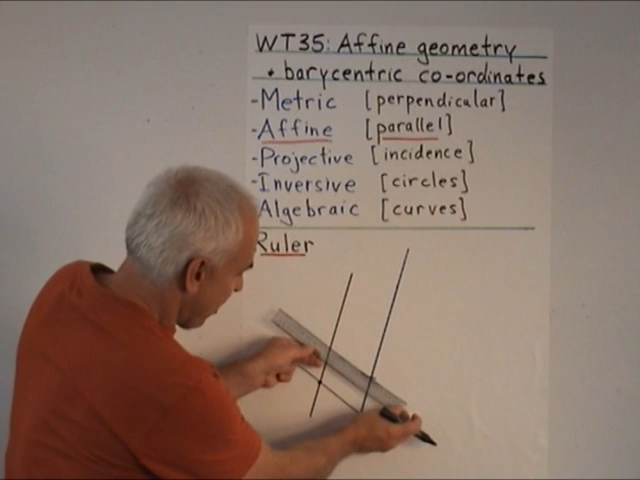 WT35: Affine geometry
• barycentric co-ordinates
-Metric [perpendicular]
-Affine [parallel]
-Projective [incidence]
-Inversive [circles]
Algebraic [curves]
Ruler